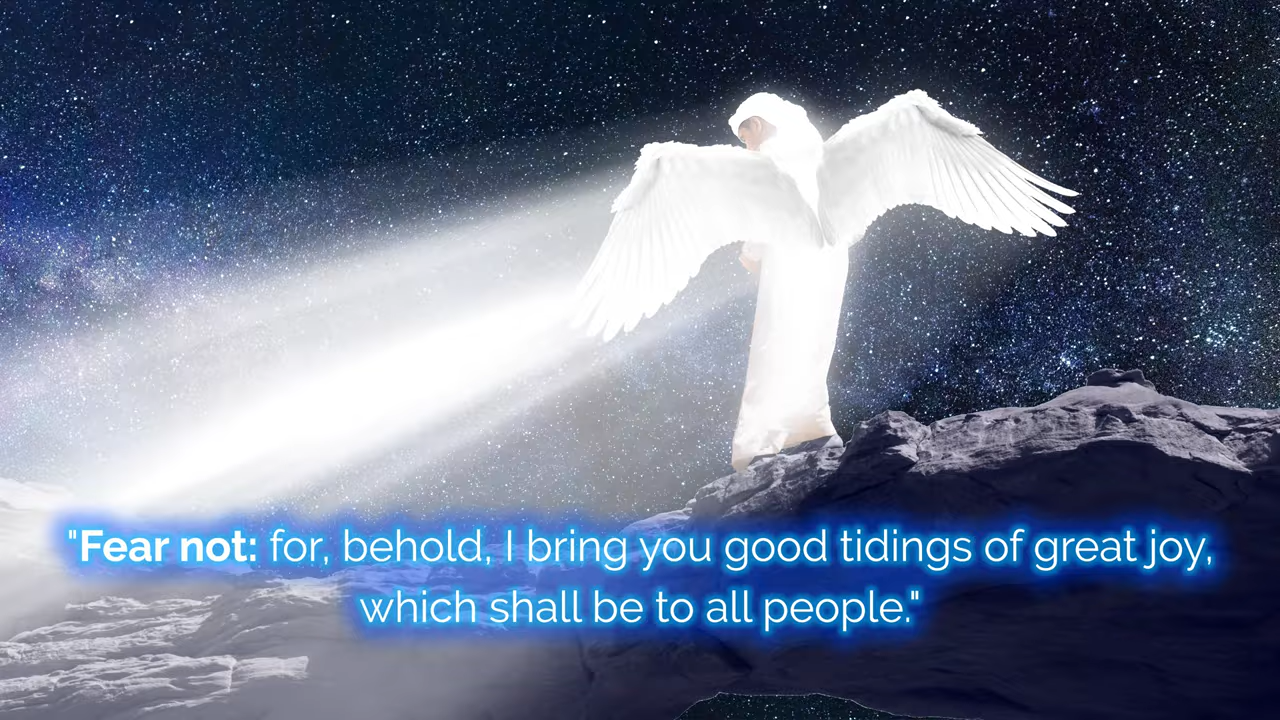 "Fear not: for, behold, I bring you good tidings of great joy,
which shall be to all people."